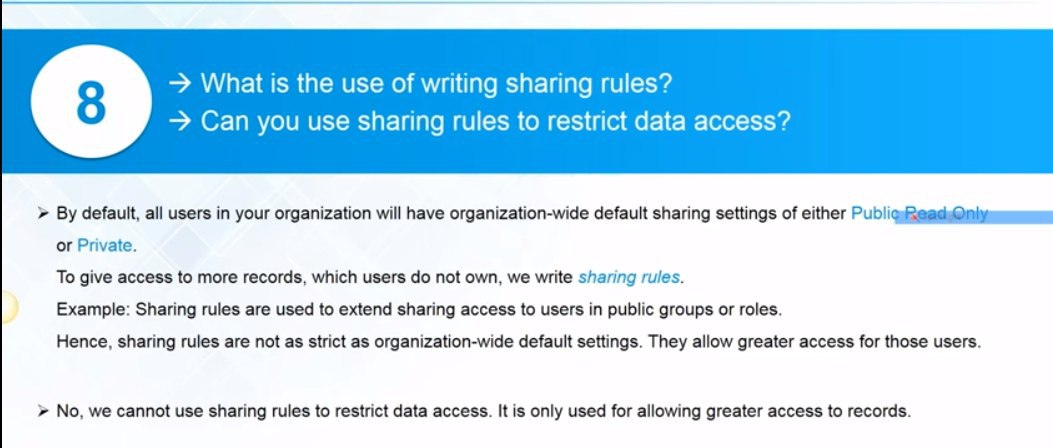 8
→ What is the use of writing sharing rules?
→ Can you use sharing rules to restrict data access?
➢ By default, all users in your organization will have organization-wide default sharing settings of either Public Read Only
or Private.
To give access to more records, which users do not own, we write sharing rules.
Example: Sharing rules are used to extend sharing access to users in public groups or roles.
Hence, sharing rules are not as strict as organization-wide default settings. They allow greater access for those users.
➢ No, we cannot use sharing rules to restrict data access. It is only used for allowing greater access to records.